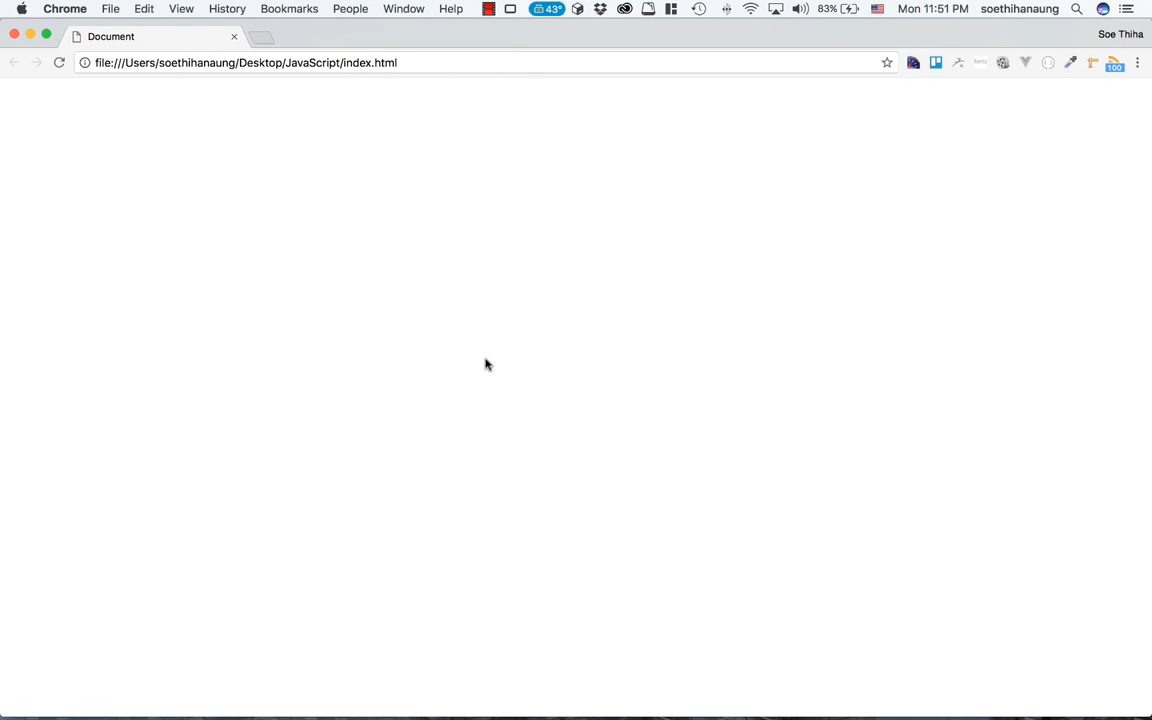 Chrome File Edit View History Bookmarks People Window Help 43° 83% Mon 11:51 PM soethihanaung
Document Soe Thiha
file:///Users/soethihanaung/Desktop/JavaScript/index.html
100